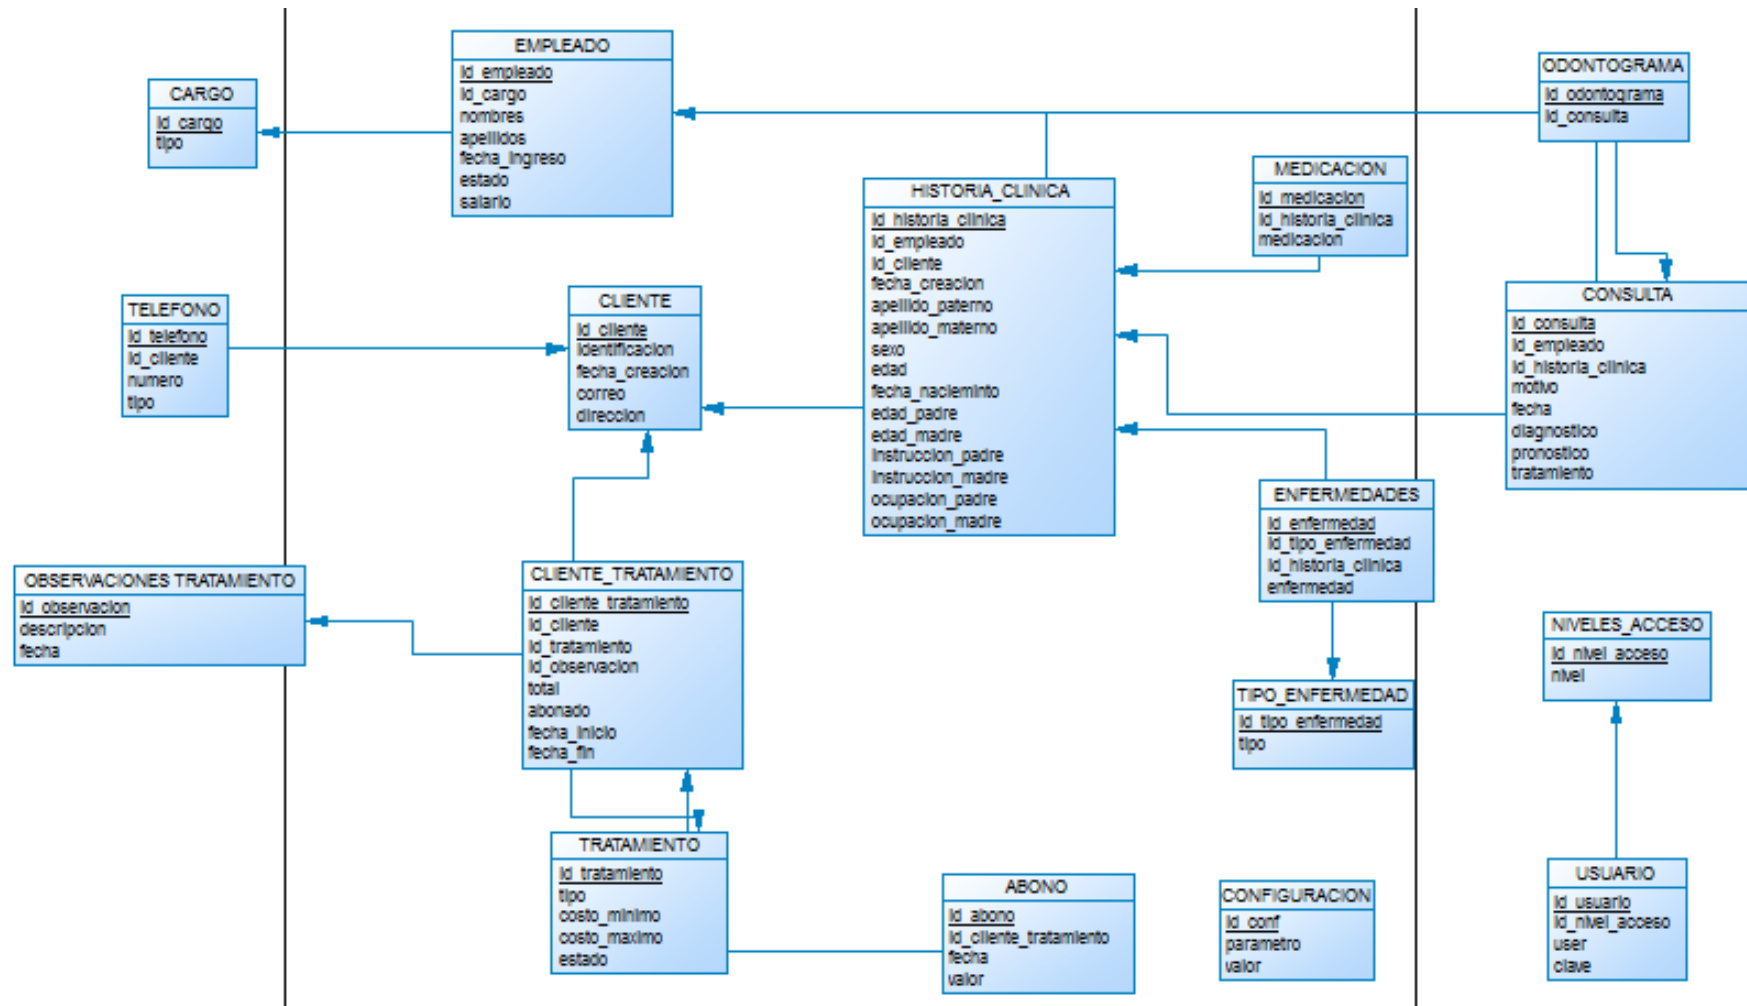 CARGO
id_cargo
tipo
EMPLEADO
id_empleado
id_cargo
nombres
apellidos
fecha_ingreso
estado
salario
ODONTOGRAMA
id_odontograma
id_consulta
MEDICACION
id_medicacion
id_historia_clinica
medicacion
HISTORIA_CLINICA
id_historia_clinica
id_empleado
id_cliente
fecha_creacion
apellido_paterno
apellido_materno
sexo
edad
fecha_nacieminto
edad_padre
edad_madre
instruccion_padre
instruccion_madre
ocupacion_padre
ocupacion_madre
TELEFONO
id_telefono
id_cliente
numero
tipo
CLIENTE
id_cliente
identificacion
fecha_creacion
correo
direccion
CONSULTA
id_consulta
id_empleado
id_historia_clinica
motivo
fecha
diagnostico
pronostico
tratamiento
ENFERMEDADES
id_enfermedad
id_tipo_enfermedad
id_historia_clinica
enfermedad
OBSERVACIONES TRATAMIENTO
id_observacion
descripcion
fecha
CLIENTE_TRATAMIENTO
id_cliente_tratamiento
id_cliente
id_tratamiento
id_observacion
total
abonado
fecha_inicio
fecha_fin
NIVELES_ACCESO
id_nivel_acceso
nivel
TIPO_ENFERMEDAD
id_tipo_enfermedad
tipo
TRATAMIENTO
id_tratamiento
tipo
costo_minimo
costo_maximo
estado
ABONO
id_abono
id_cliente_tratamiento
fecha
valor
CONFIGURACION
id_conf
parametro
valor
USUARIO
id_usuario
id_nivel_acceso
user
clave